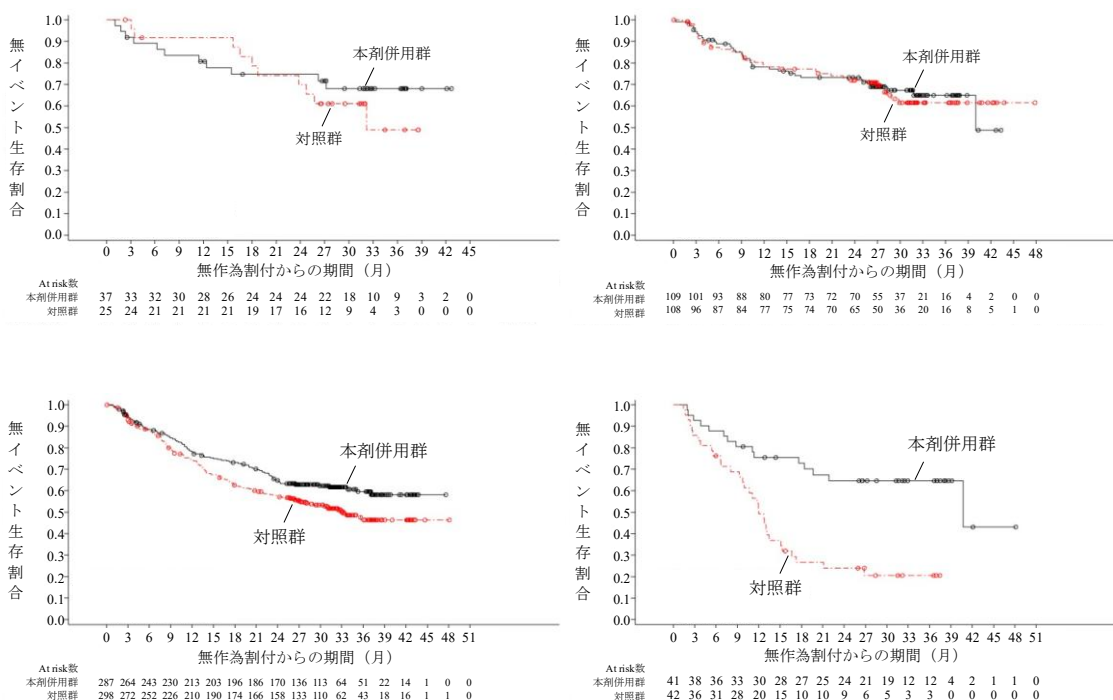 無イベント生存割合
1.0
0.9
0.8
0.7
0.6
0.5
0.4
0.3
0.2
0.1
0.0
本剤併用群
対照群
0 3 6 9 12 15 18 21 24 27 30 33 36 39 42 45
無作為割付からの期間（月）
At risk数
本剤併用群 37 33 32 30 28 26 24 24 24 22 18 10 9 3 2 0
対照群 25 24 21 21 21 21 19 17 16 12 9 4 3 0 0 0
無イベント生存割合
1.0
0.9
0.8
0.7
0.6
0.5
0.4
0.3
0.2
0.1
0.0
本剤併用群
対照群
0 3 6 9 12 15 18 21 24 27 30 33 36 39 42 45 48
無作為割付からの期間（月）
At risk数
本剤併用群 109 101 93 88 80 77 73 72 70 55 37 21 16 4 2 0 0
対照群 108 96 87 84 77 75 74 70 65 50 36 20 16 8 5 1 0
無イベント生存割合
1.0
0.9
0.8
0.7
0.6
0.5
0.4
0.3
0.2
0.1
0.0
本剤併用群
対照群
0 3 6 9 12 15 18 21 24 27 30 33 36 39 42 45 48 51
無作為割付からの期間（月）
At risk数
本剤併用群 287 264 243 230 213 203 196 186 170 136 113 64 51 22 14 1 0 0
対照群 298 272 252 226 210 190 174 166 158 133 110 62 43 18 16 1 1 0
無イベント生存割合
1.0
0.9
0.8
0.7
0.6
0.5
0.4
0.3
0.2
0.1
0.0
本剤併用群
対照群
0 3 6 9 12 15 18 21 24 27 30 33 36 39 42 45 48 51
無作為割付からの期間（月）
At risk数
本剤併用群 41 38 36 33 30 28 27 25 24 21 19 12 12 4 2 1 1 0
対照群 42 36 31 28 20 15 10 10 9 6 5 3 3 0 0 0 0 0